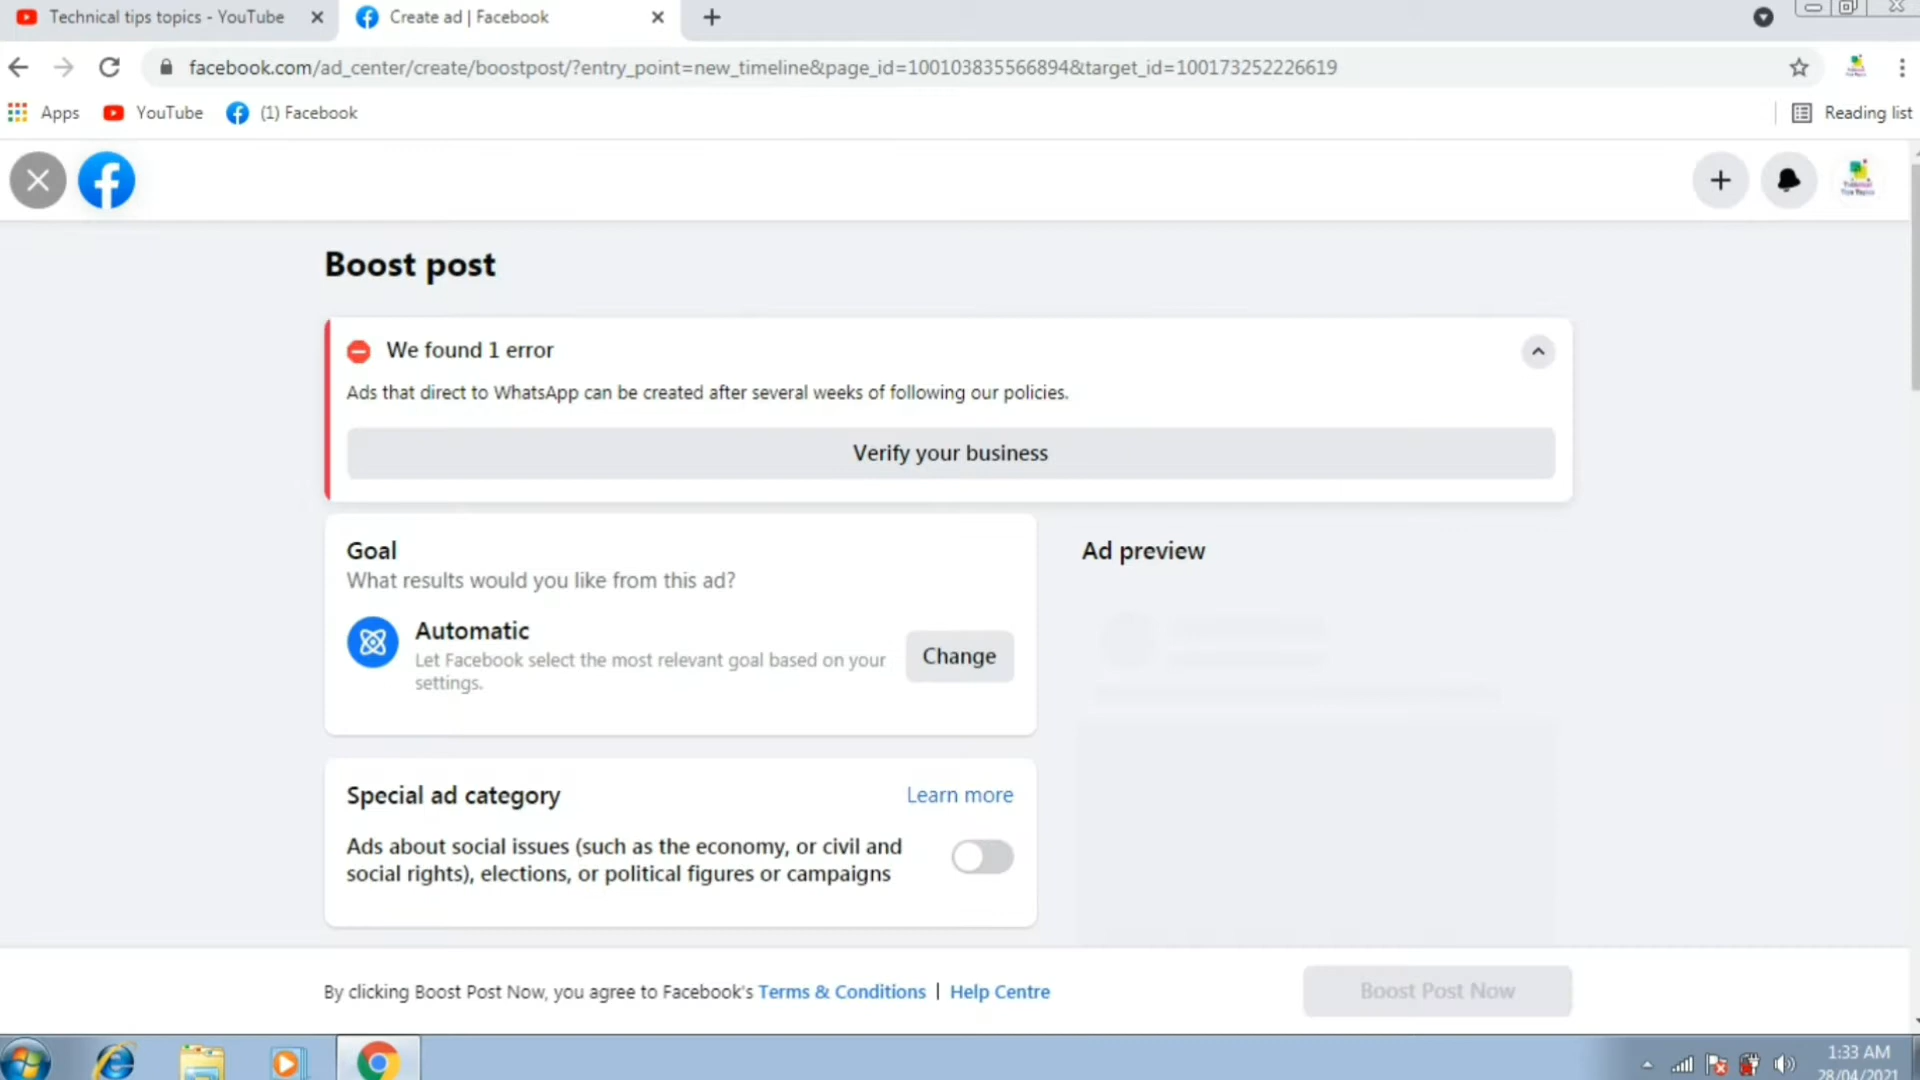 Technical tips topics - YouTube
Create ad | Facebook
facebook.com/ad_center/create/boostpost/?entry_point=new_timeline&page_id=100103835566894&target_id=100173252226619
Apps
YouTube
(1) Facebook
Reading list
Boost post
We found 1 error
Ads that direct to WhatsApp can be created after several weeks of following our policies.
Verify your business
Goal
What results would you like from this ad?
Automatic
Let Facebook select the most relevant goal based on your
settings.
Change
Ad preview
Special ad category
Learn more
Ads about social issues (such as the economy, or civil and
social rights), elections, or political figures or campaigns
By clicking Boost Post Now, you agree to Facebook's Terms & Conditions | Help Centre
Boost Post Now
1:33 AM
28/04/2021